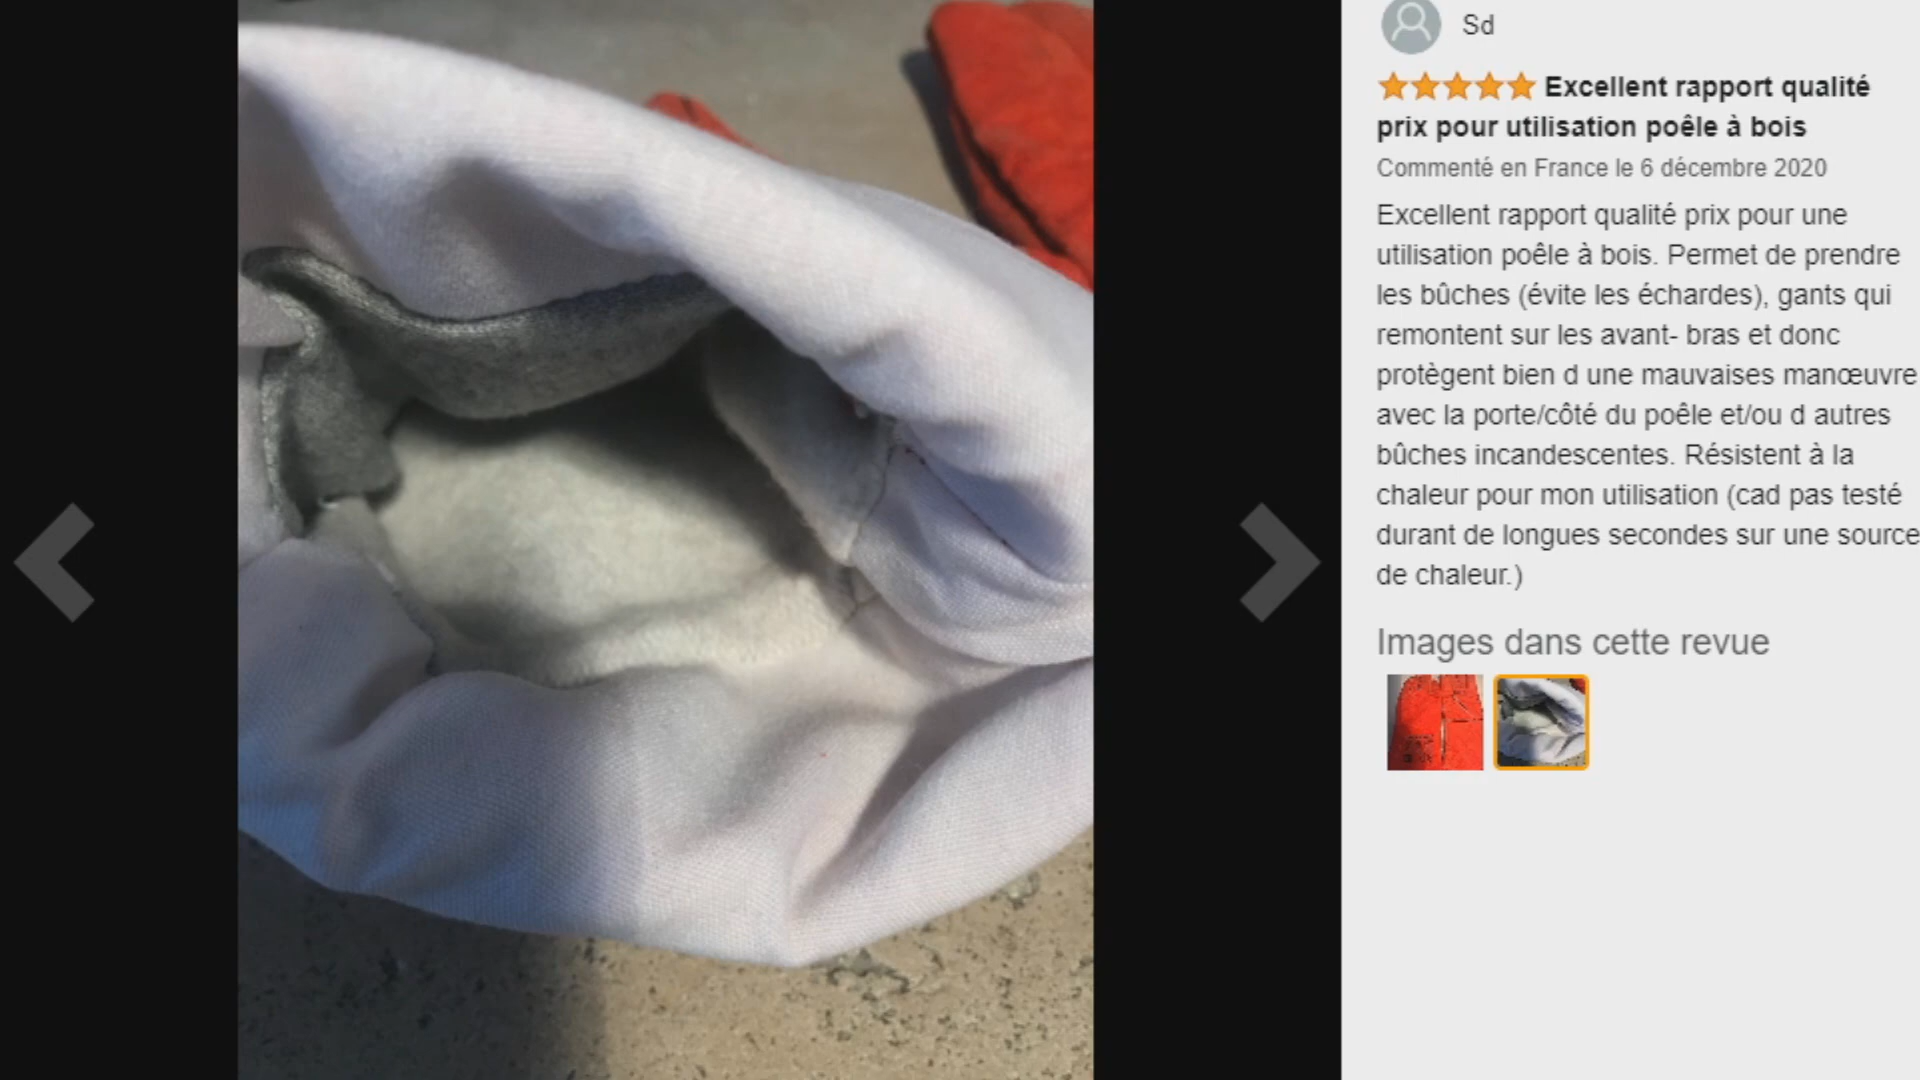 Sd
Excellent rapport qualité
prix pour utilisation poêle à bois
Commenté en France le 6 décembre 2020
Excellent rapport qualité prix pour une
utilisation poêle à bois. Permet de prendre
les bûches (évite les échardes), gants qui
remontent sur les avant- bras et donc
protègent bien d une mauvaises manœuvre
avec la porte/côté du poêle et/ou d autres
bûches incandescentes. Résistent à la
chaleur pour mon utilisation (cad pas testé
durant de longues secondes sur une source
de chaleur.)
Images dans cette revue